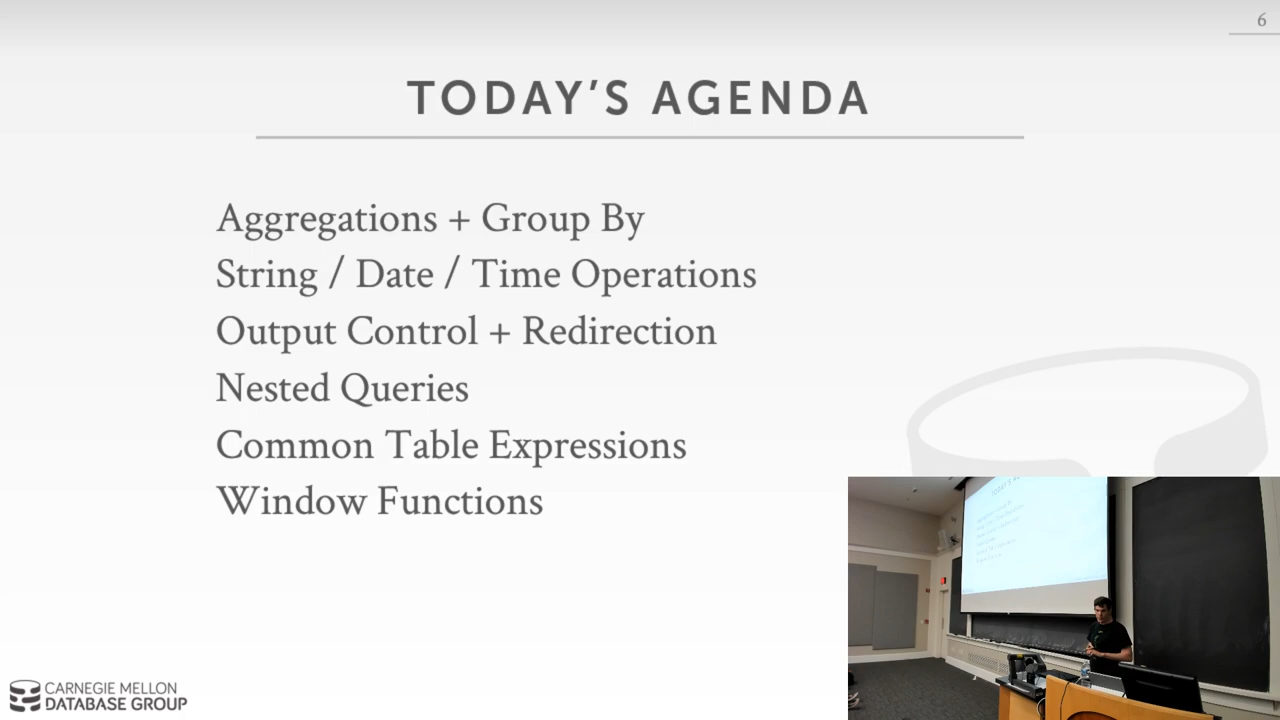 6
TODAY'S AGENDA
Aggregations + Group By
String / Date / Time Operations
Output Control + Redirection
Nested Queries
Common Table Expressions
Window Functions
CARNEGIE MELLON
DATABASE GROUP